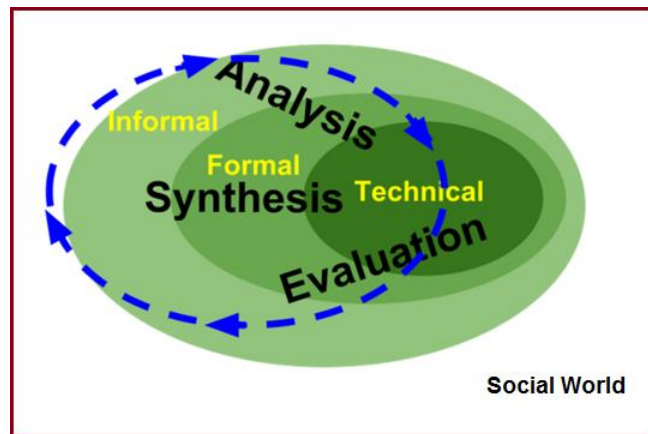 Analysis
Informal
Formal
Synthesis
Technical
Evaluation
Social World